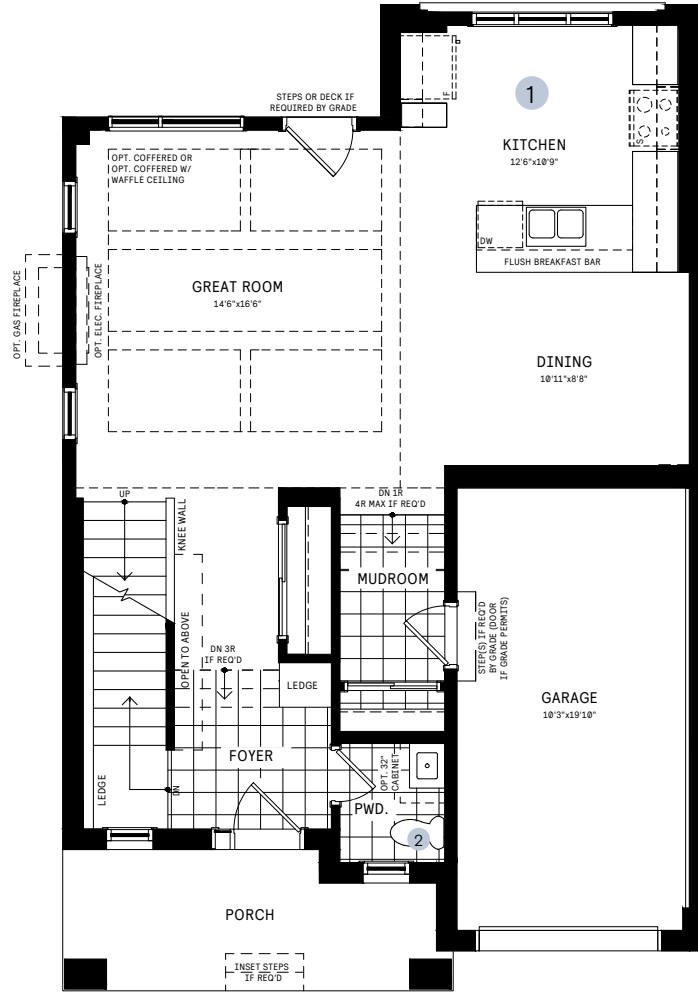 1
F
STEPS OR DECK IF
REQUIRED BY GRADE
KITCHEN
12'6"x10'9"
S
OPT. COFFERED OR
OPT. COFFERED W/
WAFFLE CEILING
DW
FLUSH BREAKFAST BAR
GREAT ROOM
14'6"x16'6"
OPT. GAS FIREPLACE
OPT. ELEC. FIREPLACE
DINING
10'11"x8'8"
UP
KNEE WALL
DN 1R
4R MAX IF REQ'D
MUDROOM
STEP(S) IF REQ'D
BY GRADE (DOOR
IF GRADE PERMITS)
OPEN TO ABOVE
DN 3R
IF REQ'D
LEDGE
GARAGE
10'3"x19'10"
FOYER
OPT. 32"
CABINET
LEDGE
DN
PWD.
2
PORCH
INSET STEPS
IF REQ'D